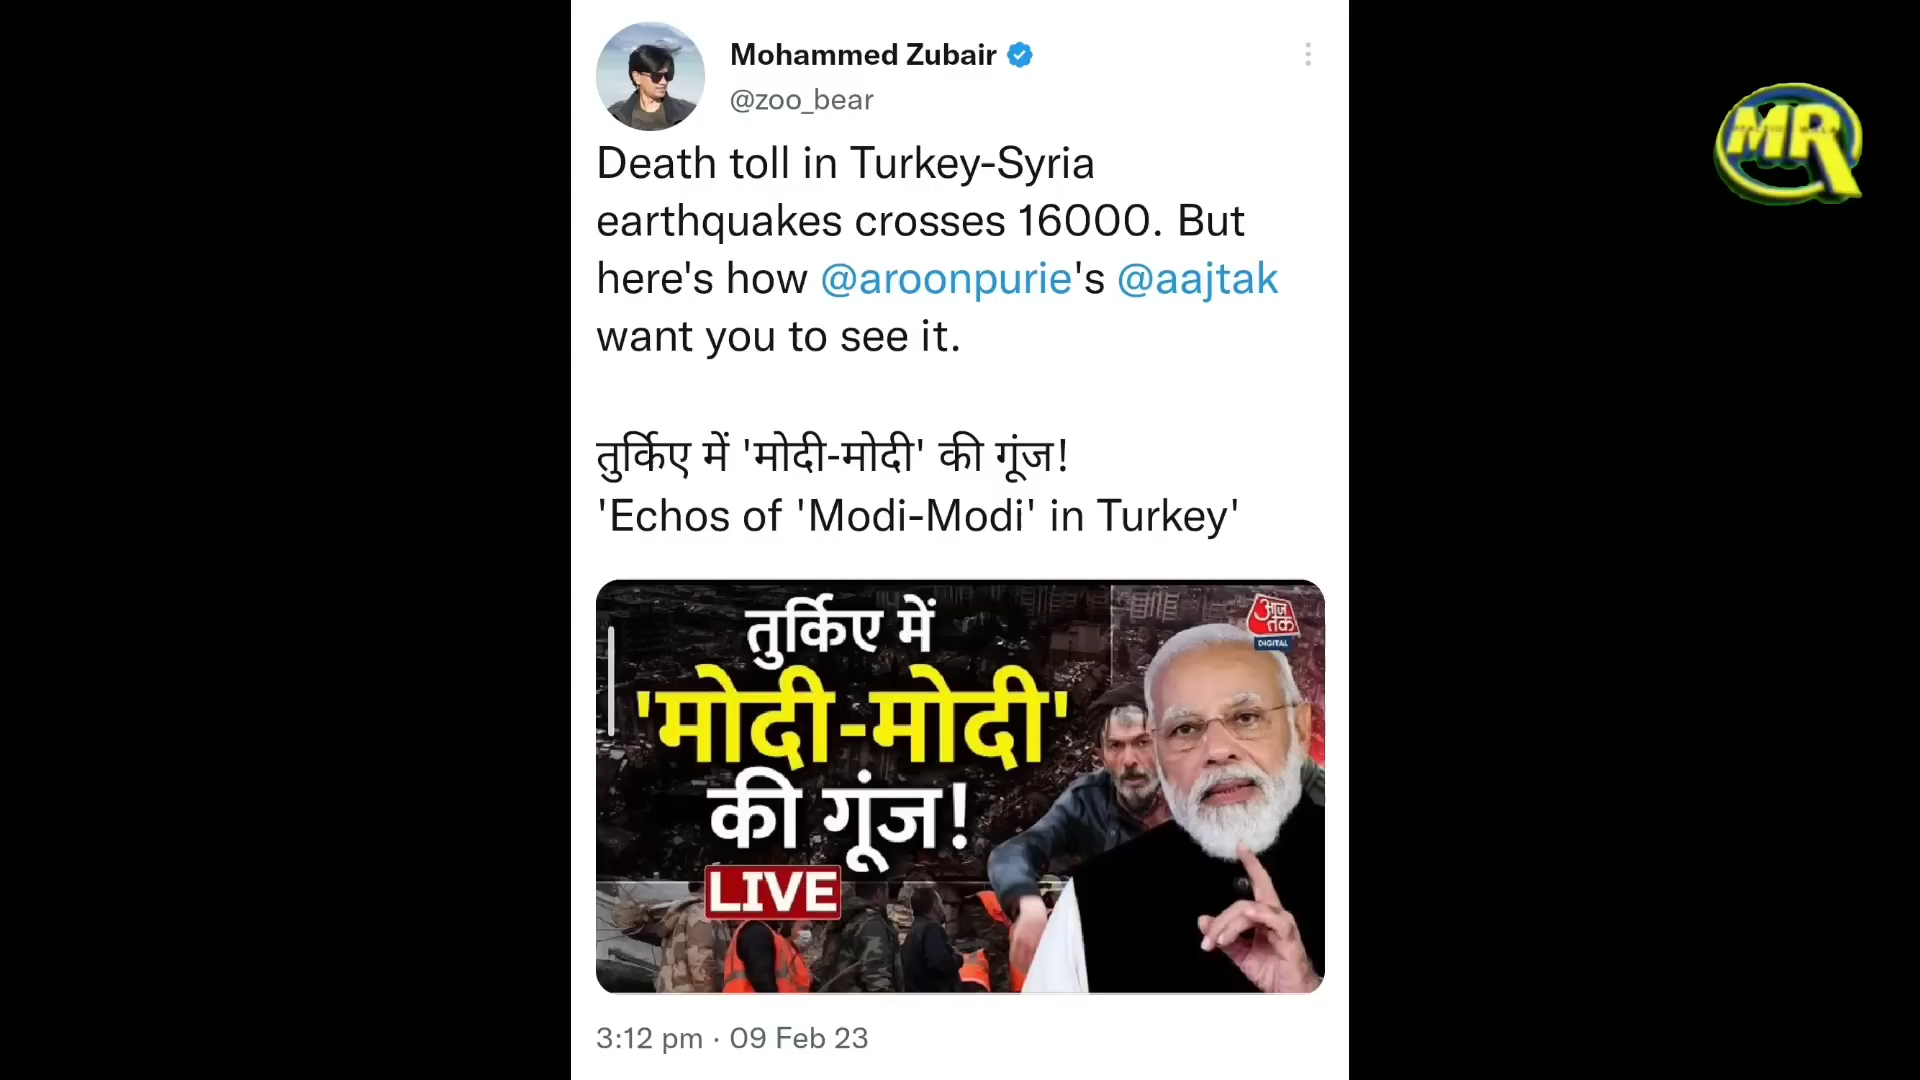 Mohammed Zubair
@zoo_bear
Death toll in Turkey-Syria
earthquakes crosses 16000. But
here's how @aroonpurie's @aajtak
want you to see it.
तुर्किए में 'मोदी-मोदी' की गूंज!
'Echos of 'Modi-Modi' in Turkey'
तुर्किए में
'मोदी-मोदी'
की गूंज!
LIVE
आज
तक
DIGITAL
3:12 pm · 09 Feb 23
MR